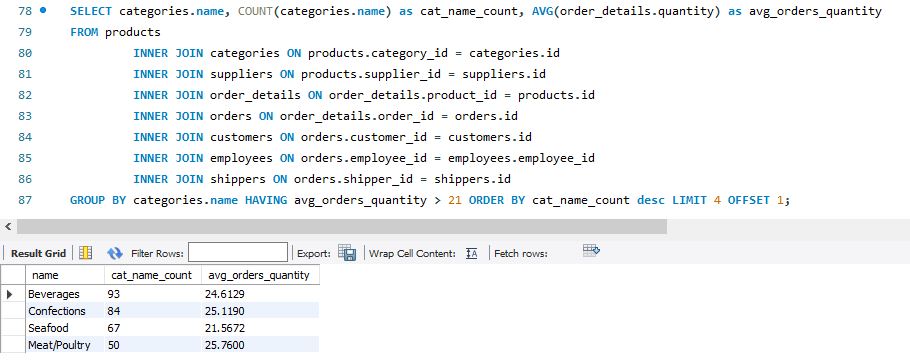 78 SELECT categories.name, COUNT(categories.name) as cat_name_count, AVG(order_details.quantity) as avg_orders_quantity
79 FROM products
80 INNER JOIN categories ON products.category_id = categories.id
81 INNER JOIN suppliers ON products.supplier_id = suppliers.id
82 INNER JOIN order_details ON order_details.product_id = products.id
83 INNER JOIN orders ON order_details.order_id = orders.id
84 INNER JOIN customers ON orders.customer_id = customers.id
85 INNER JOIN employees ON orders.employee_id = employees.employee_id
86 INNER JOIN shippers ON orders.shipper_id = shippers.id
87 GROUP BY categories.name HAVING avg_orders_quantity > 21 ORDER BY cat_name_count desc LIMIT 4 OFFSET 1;
Result Grid Filter Rows: Export: Wrap Cell Content: IA Fetch rows:
name cat_name_count avg_orders_quantity
Beverages 93 24.6129
Confections 84 25.1190
Seafood 67 21.5672
Meat/Poultry 50 25.7600